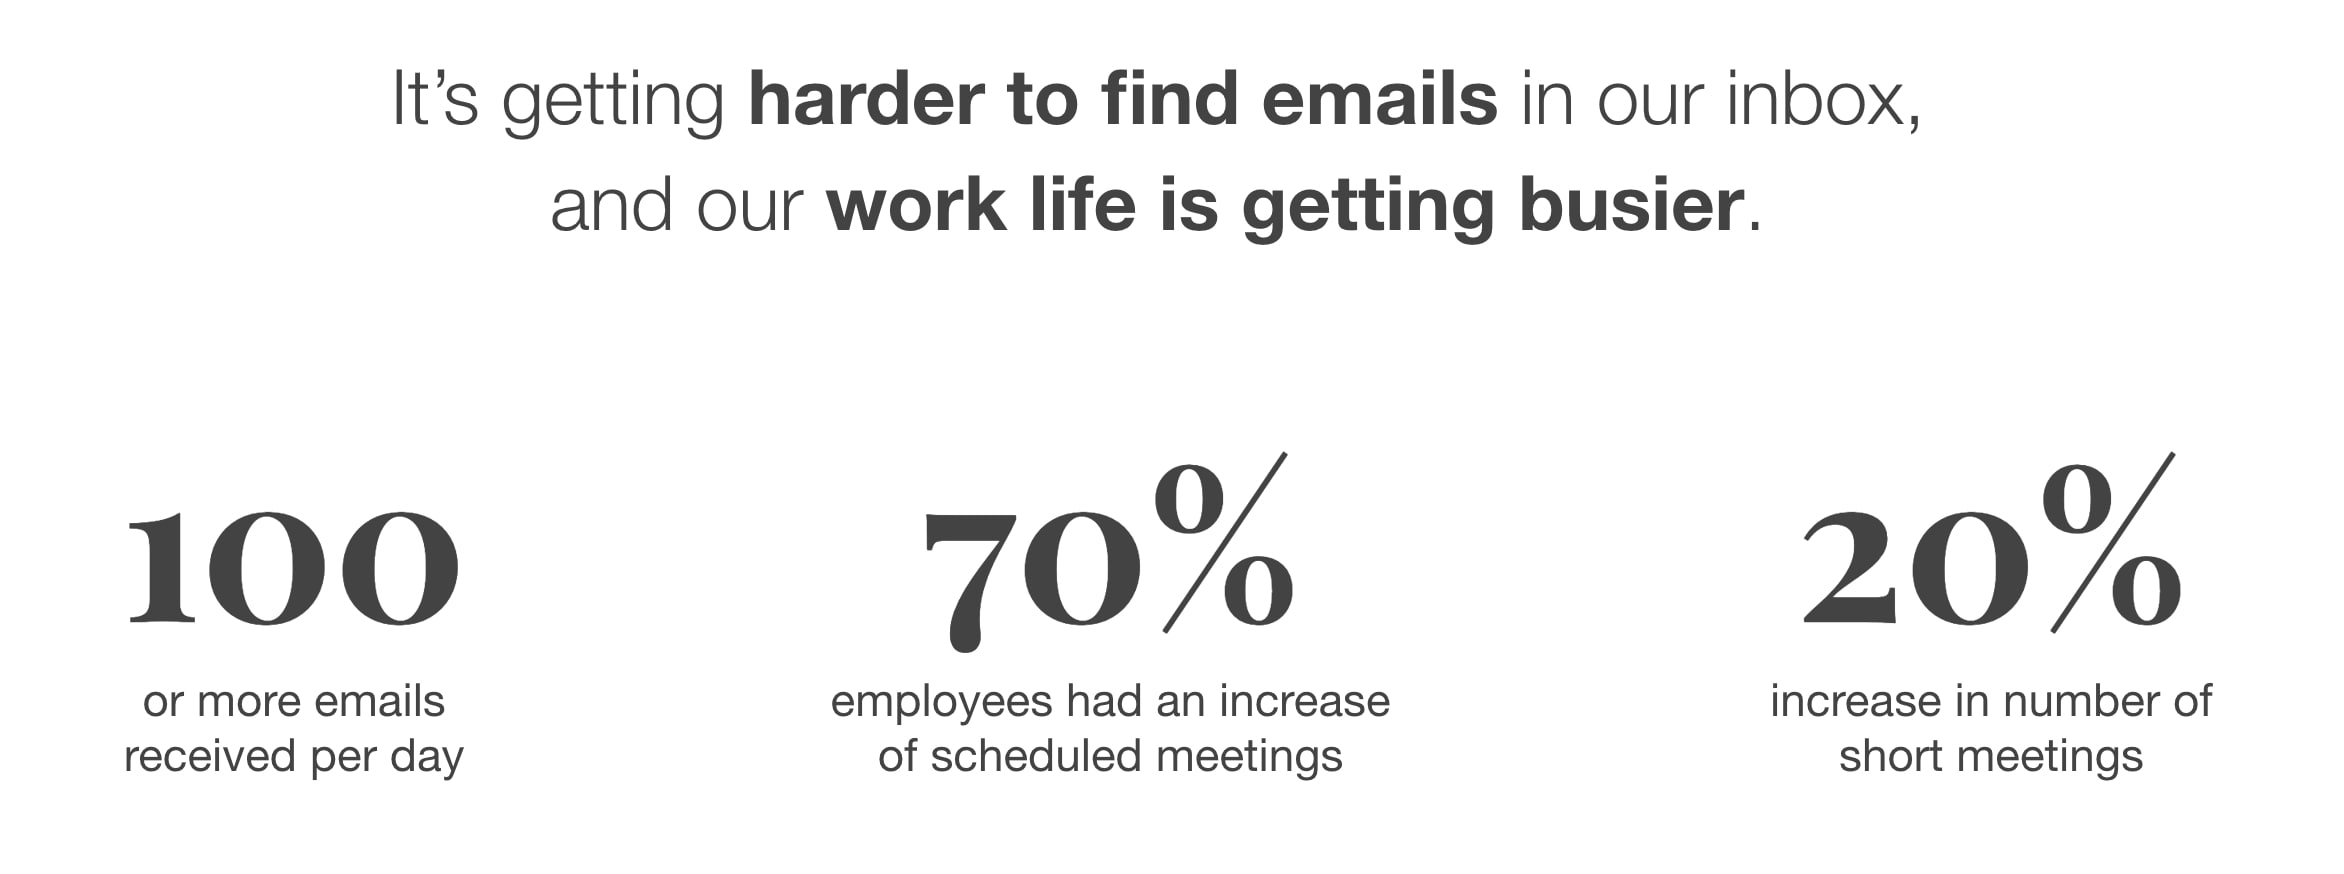 It’s getting harder to find emails in our inbox,
and our work life is getting busier.
100
or more emails
received per day
70%
employees had an increase
of scheduled meetings
20%
increase in number of
short meetings